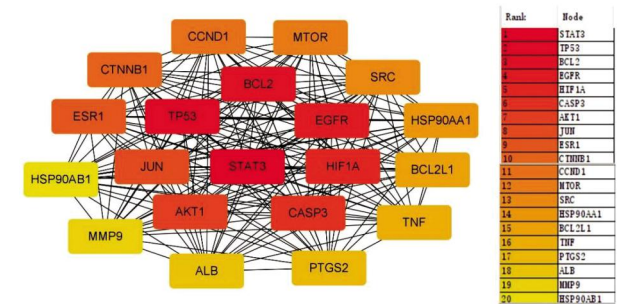 CCND1
MTOR
CTNNB1
BCL2
SRC
ESR1
TP53
EGFR
HSP90AA1
HSP90AB1
JUN
STAT3
HIF1A
BCL2L1
AKT1
CASP3
TNF
MMP9
ALB
PTGS2
Rank Node
1 STAT3
2 TP53
3 BCL2
4 EGFR
5 HIF1A
6 CASP3
7 AKT1
8 JUN
9 ESR1
10 CTNNB1
11 CCND1
12 MTOR
13 SRC
14 HSP90AA1
15 BCL2L1
16 TNF
17 PTGS2
18 ALB
19 MMP9
20 HSP90AB1